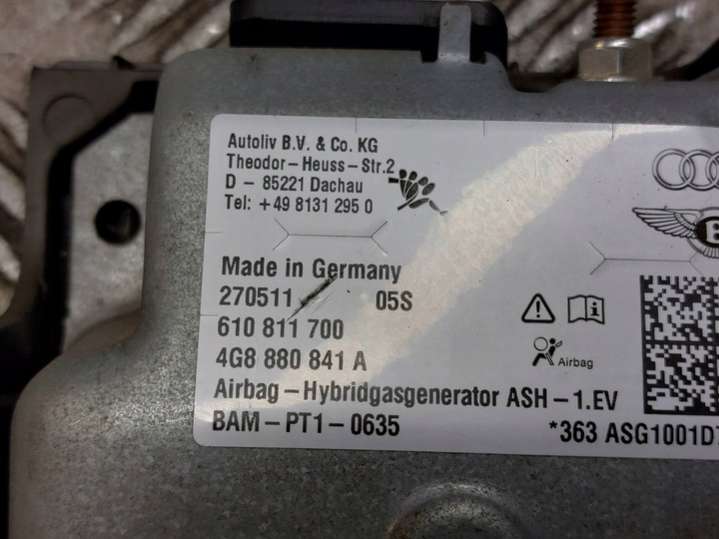 Autoliv B.V. & Co. KG
Theodor-Heuss-Str.2
D - 85221 Dachau
Tel: +49 8131 295 0
Made in Germany
270511 05S
610 811 700
4G8 880 841 A
Airbag
Airbag-Hybridgasgenerator ASH-1.EV
BAM-PT1-0635
*363 ASG1001D